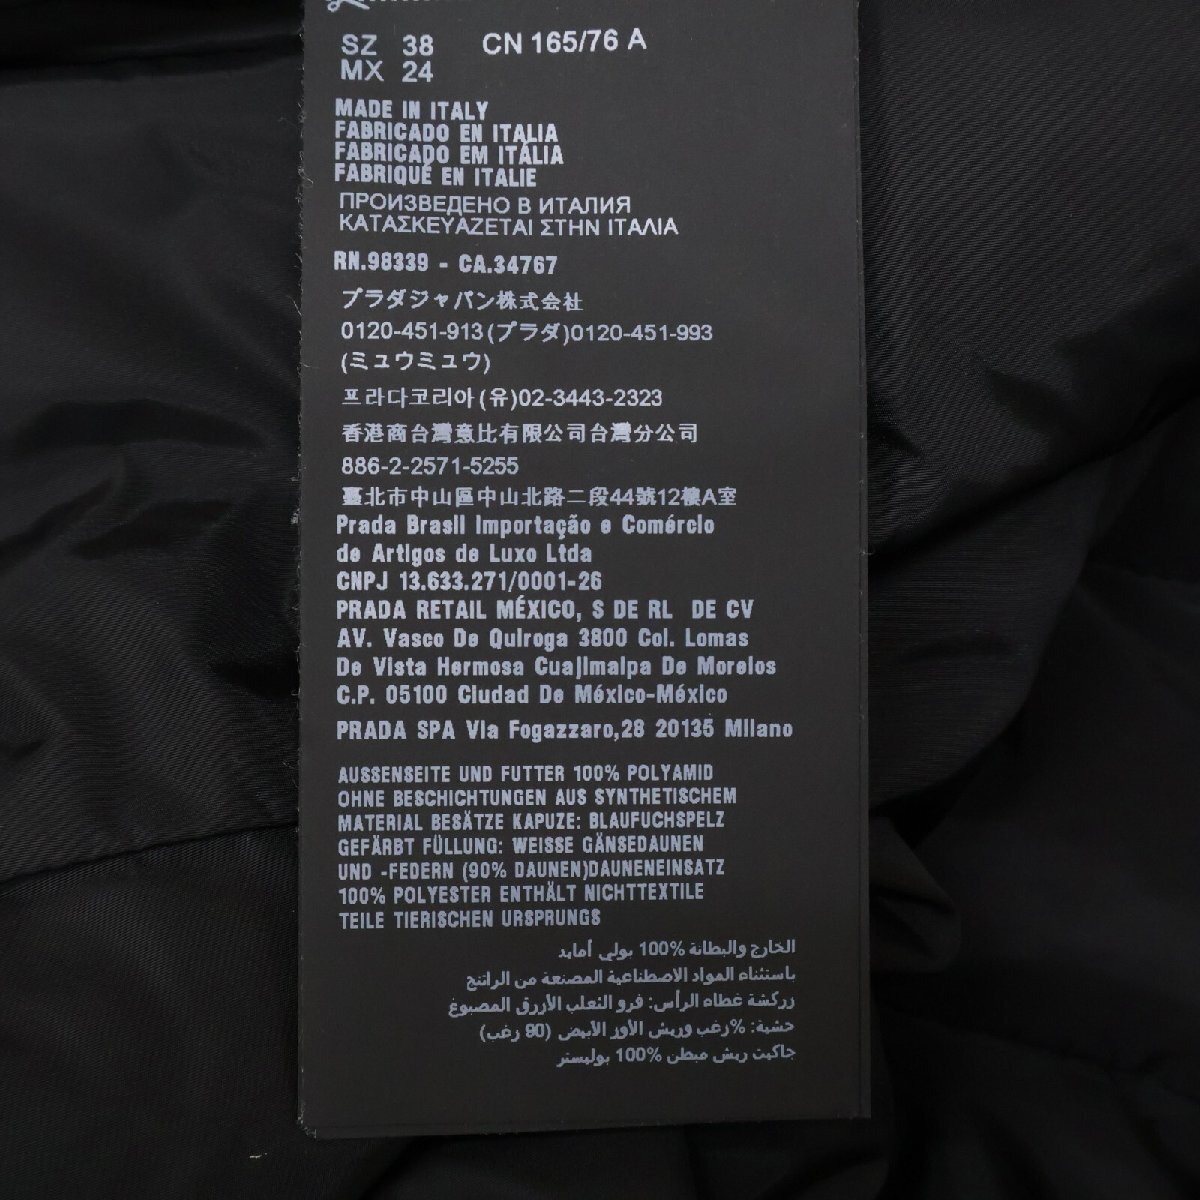 SZ 38 CN 165/76 A
MX 24
MADE IN ITALY
FABRICADO EN ITALIA
FABRICADO EM ITÁLIA
FABRIQUÉ EN ITALIE
ПРОИЗВЕДЕНО В ИТАЛИЯ
ΚΑΤΑΣΚΕΥΑΖΕΤΑΙ ΣΤΗΝ ΙΤΑΛΙΑ
RN.98339 - CA.34767
プラダジャパン株式会社
0120-451-913(プラダ)0120-451-993
(ミュウミュウ)
프라다코리아(유)02-3443-2323
香港商台灣意比有限公司台灣分公司
886-2-2571-5255
臺北市中山區中山北路二段44號12樓A室
Prada Brasil Importação e Comércio
de Artigos de Luxo Ltda
CNPJ 13.633.271/0001-26
PRADA RETAIL MÉXICO, S DE RL DE CV
AV. Vasco De Quiroga 3800 Col. Lomas
De Vista Hermosa Cuajimalpa De Morelos
C.P. 05100 Ciudad De México-México
PRADA SPA Via Fogazzaro,28 20135 Milano
AUSSENSEITE UND FUTTER 100% POLYAMID
OHNE BESCHICHTUNGEN AUS SYNTHETISCHEM
MATERIAL BESÄTZE KAPUZE: BLAUFUCHSPELZ
GEFÄRBT FÜLLUNG: WEISSE GÄNSEDAUNEN
UND -FEDERN (90% DAUNEN)DAUNENEINSATZ
100% POLYESTER ENTHÄLT NICHTTEXTILE
TEILE TIERISCHEN URSPRUNGS
الخارج والبطانة %100 بولي أمايد
باستثناء المواد الاصطناعية المصنعة من الراتنج
زركشة غطاء الرأس: فرو الثعلب الأزرق المصبوغ
حشية: %رغب وريش الأوز الأبيض (90 رغب)
جاكيت ريش مبطن %100 بوليستر